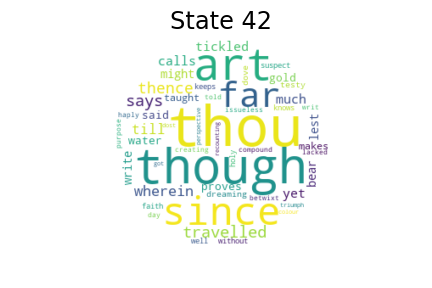 State 42
tickled
calls art suspect
might dove gold testy
thence keeps far
says taught told much
haply said issueless knows writ
till thou lest
purpose water perspective recounting makes
creating though compound lacked
write holy bear
wherein proves yet
dreaming betwixt
faith since triumph
day
travelled
well without
got